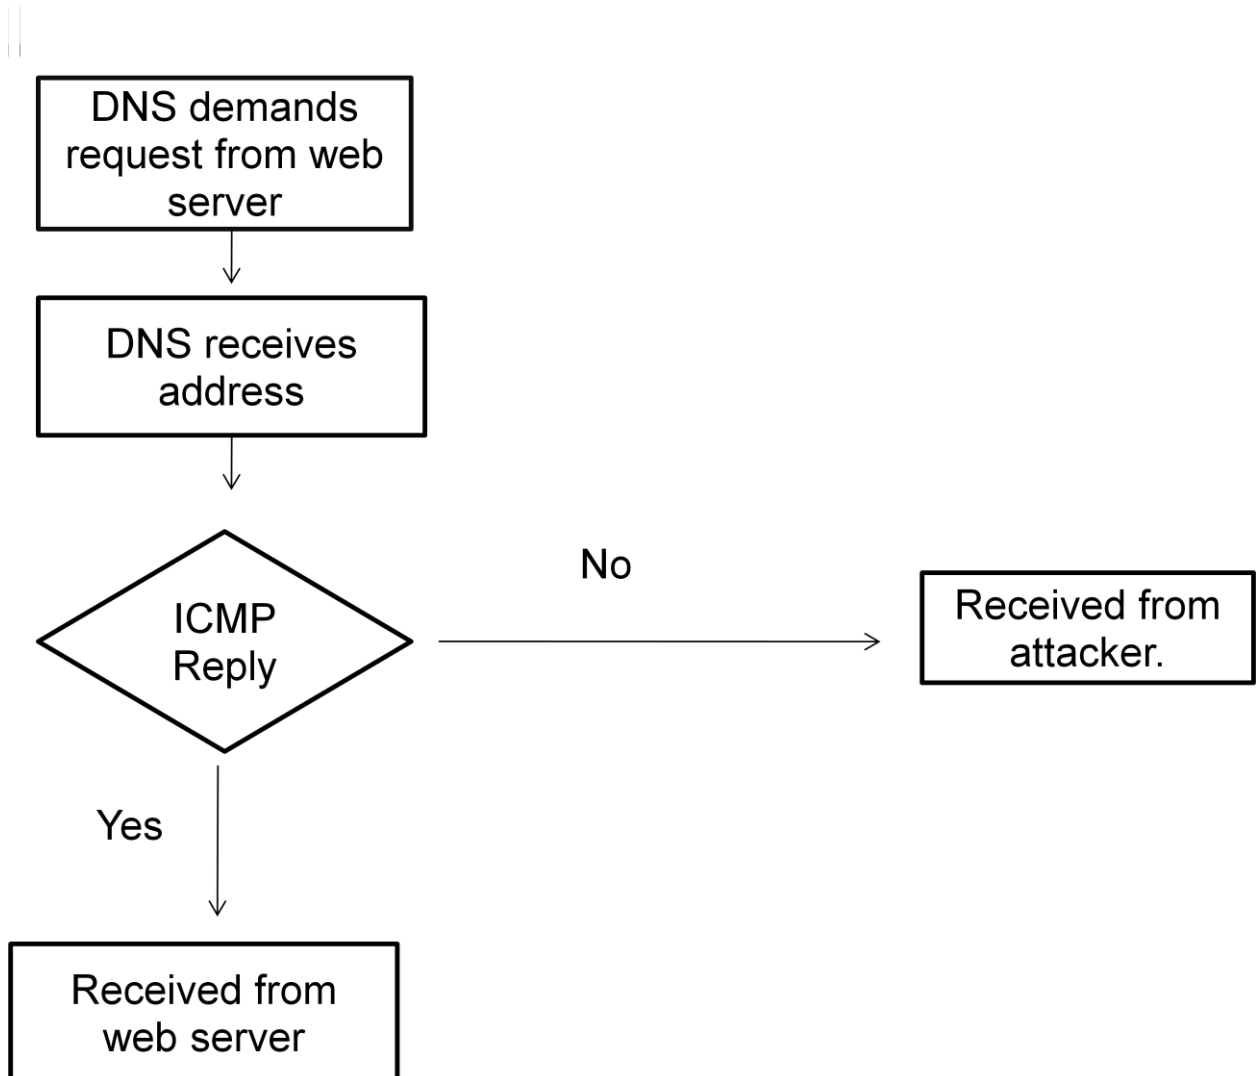 DNS demands
request from web
server
DNS receives
address
No
ICMP
Reply
Received from
attacker.
Yes
Received from
web server